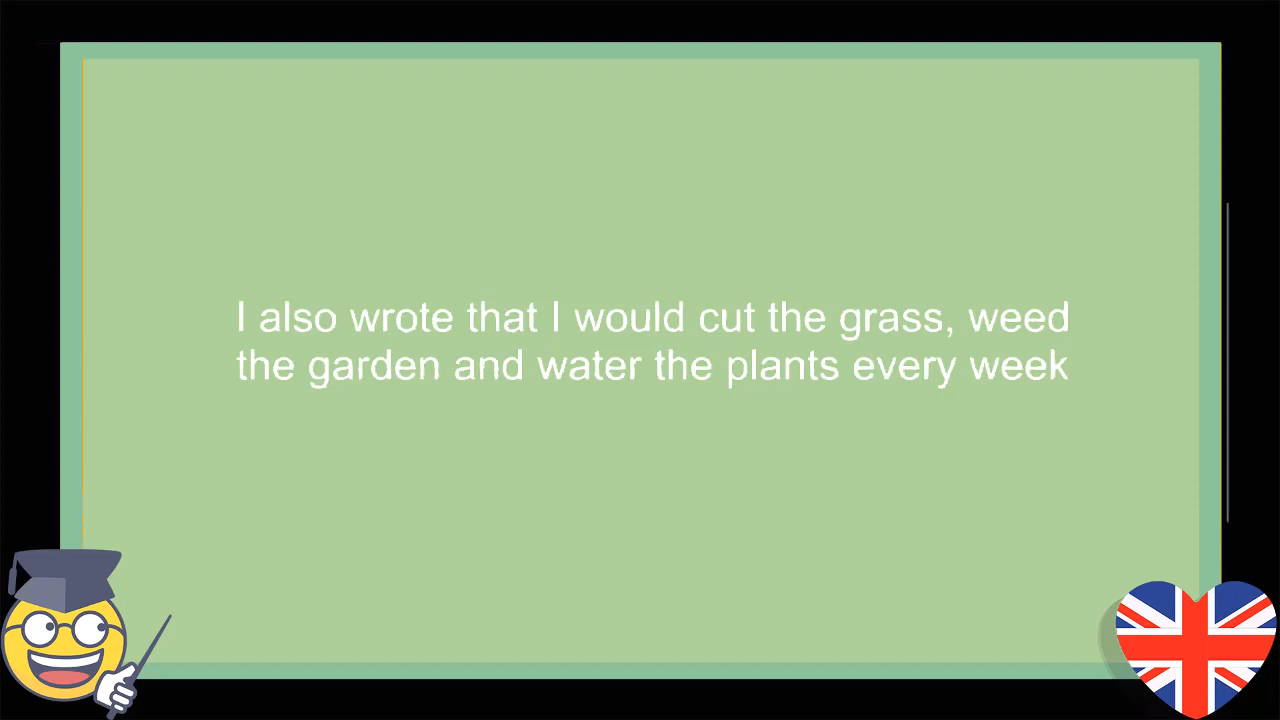 I also wrote that I would cut the grass, weed
the garden and water the plants every week